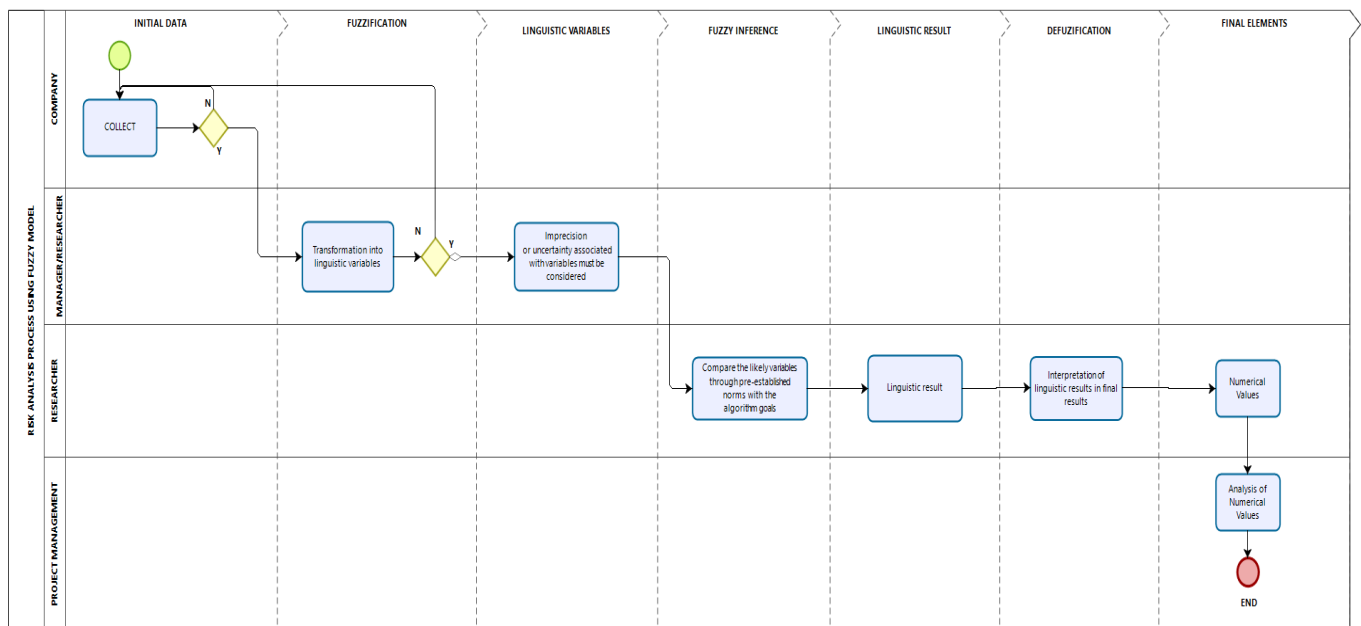 INITIAL DATA
FUZZIFICATION
LINGUISTIC VARIABLES
FUZZY INFERENCE
LINGUISTIC RESULT
DEFUZIFICATION
FINAL ELEMENTS
RISK ANALYSIS PROCESS USING FUZZY MODEL
COMPANY
COLLECT
N
Y
MANAGER/RESEARCHER
Transformation into
linguistic variables
N
Y
Imprecision
or uncertainty associated
with variables must be
considered
RESEARCHER
Compare the likely variables
through pre-established
norms with the
algorithm goals
Linguistic result
Interpretation of
linguistic results in final
results
Numerical
Values
PROJECT MANAGEMENT
Analysis of
Numerical
Values
END